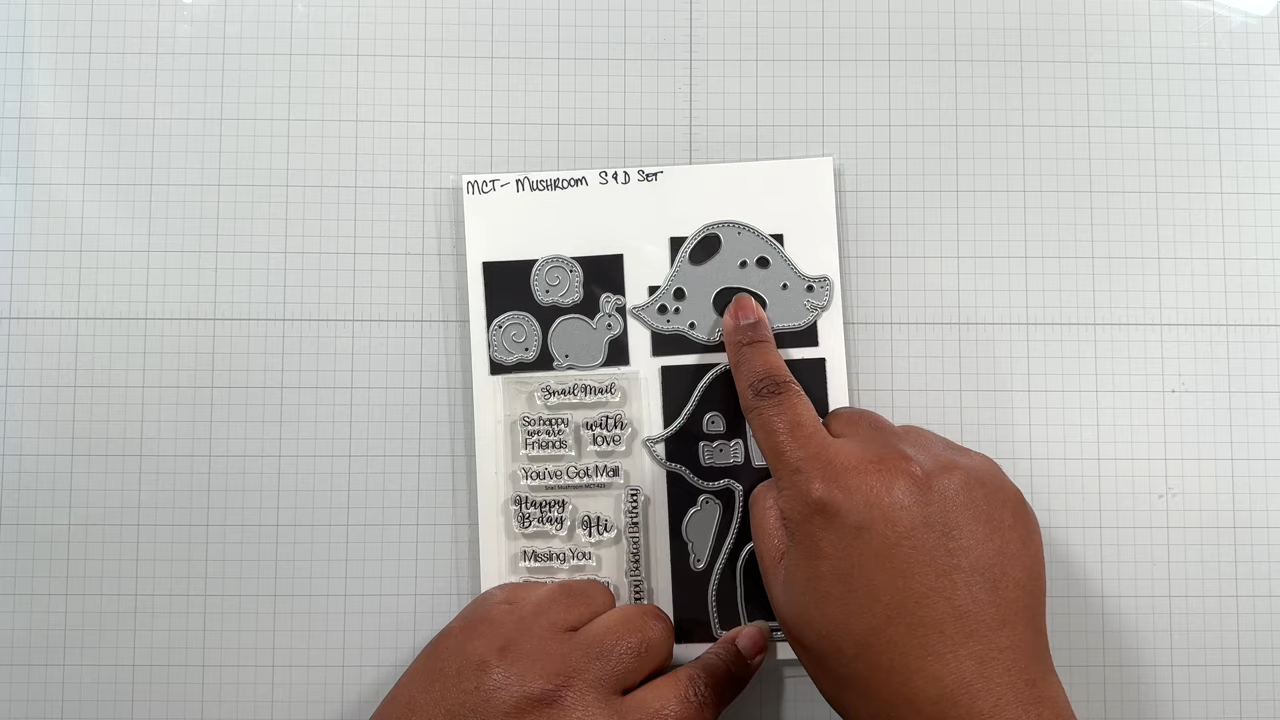 MCT- MUSHROOM S & D SET
Snail Mail
So happy
we are
Friends
with
love
You've Got Mail
Snail Mushroom MCT-423
Happy
B-day
Hi
Missing You
Belated Birthday